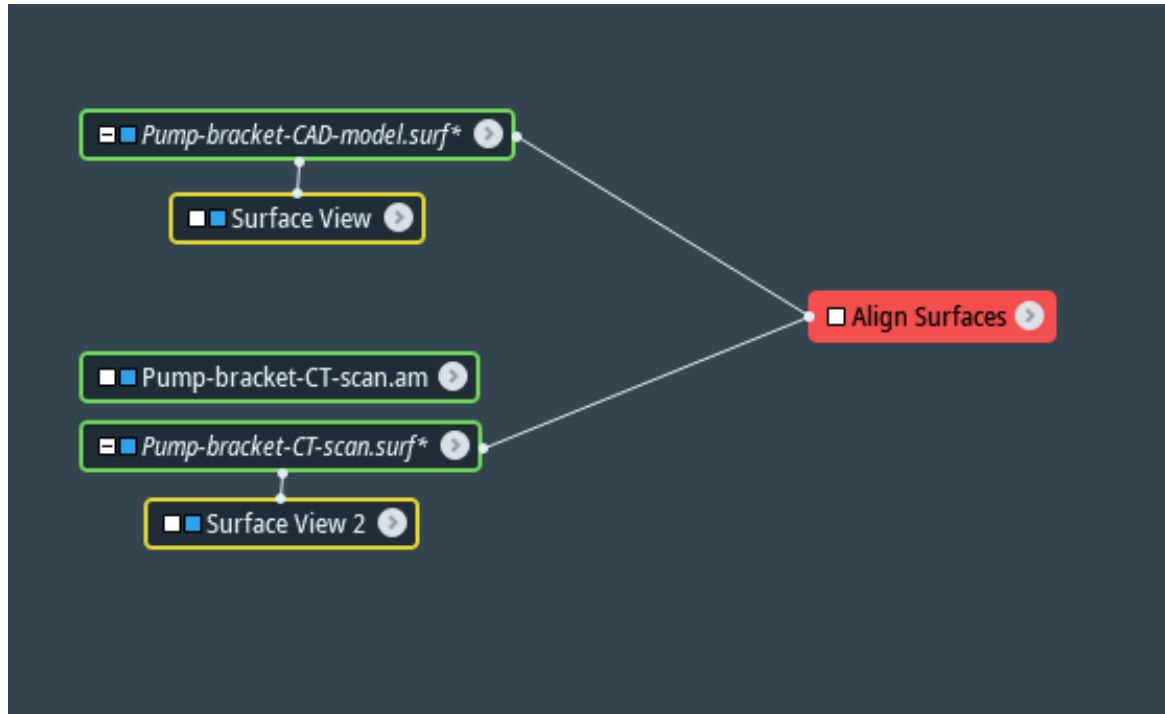 Pump-bracket-CAD-model.surf*
Surface View
Align Surfaces
Pump-bracket-CT-scan.am
Pump-bracket-CT-scan.surf*
Surface View 2